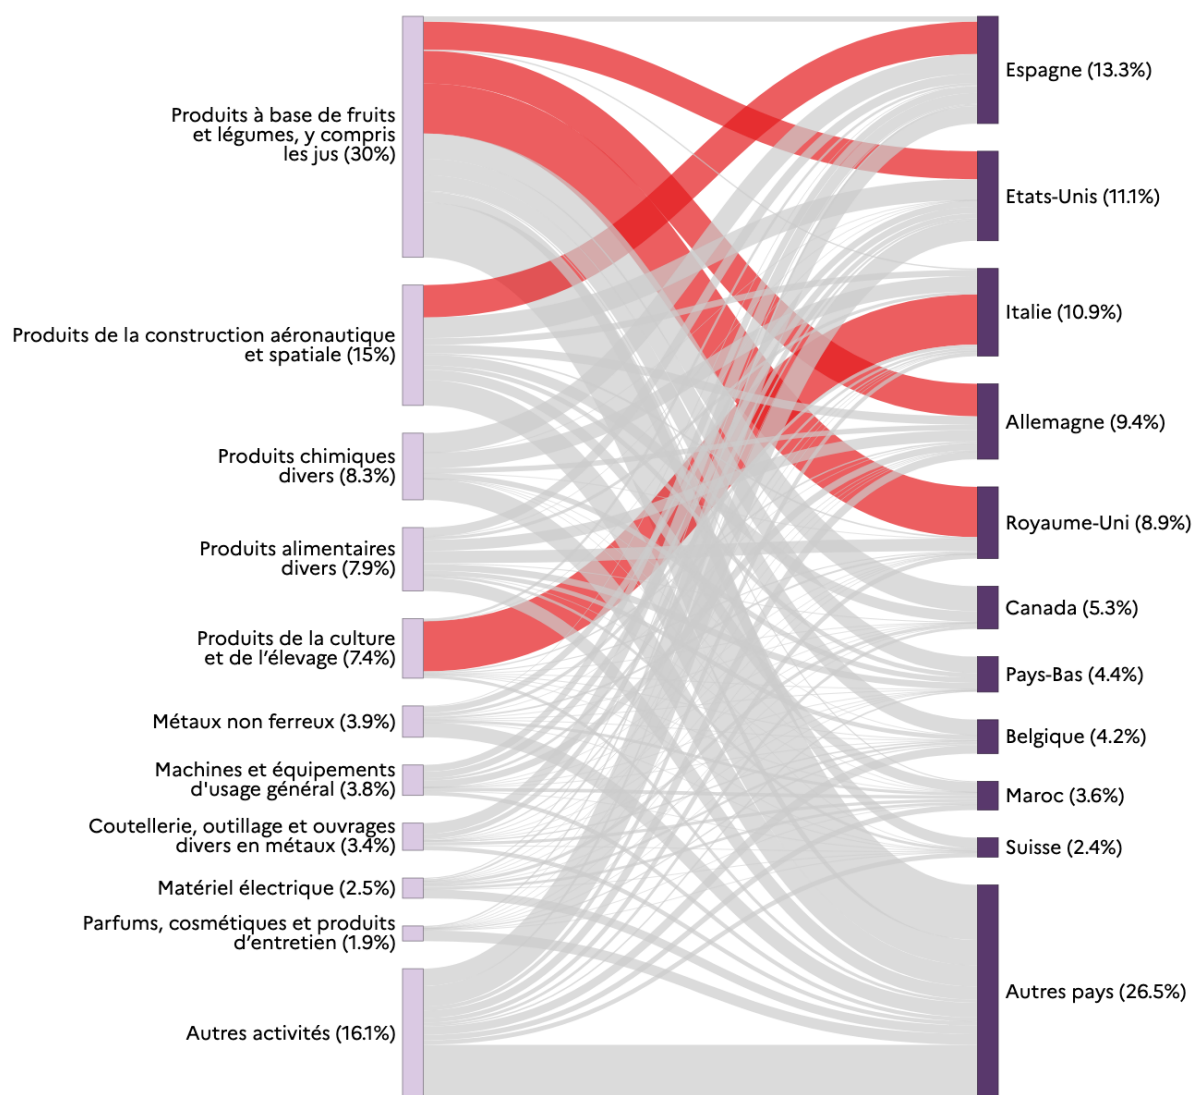 Produits à base de fruits
et légumes, y compris
les jus (30%)
Produits de la construction aéronautique
et spatiale (15%)
Produits chimiques
divers (8.3%)
Produits alimentaires
divers (7.9%)
Produits de la culture
et de l’élevage (7.4%)
Métaux non ferreux (3.9%)
Machines et équipements
d'usage général (3.8%)
Coutellerie, outillage et ouvrages
divers en métaux (3.4%)
Matériel électrique (2.5%)
Parfums, cosmétiques et produits
d’entretien (1.9%)
Autres activités (16.1%)
Espagne (13.3%)
Etats-Unis (11.1%)
Italie (10.9%)
Allemagne (9.4%)
Royaume-Uni (8.9%)
Canada (5.3%)
Pays-Bas (4.4%)
Belgique (4.2%)
Maroc (3.6%)
Suisse (2.4%)
Autres pays (26.5%)